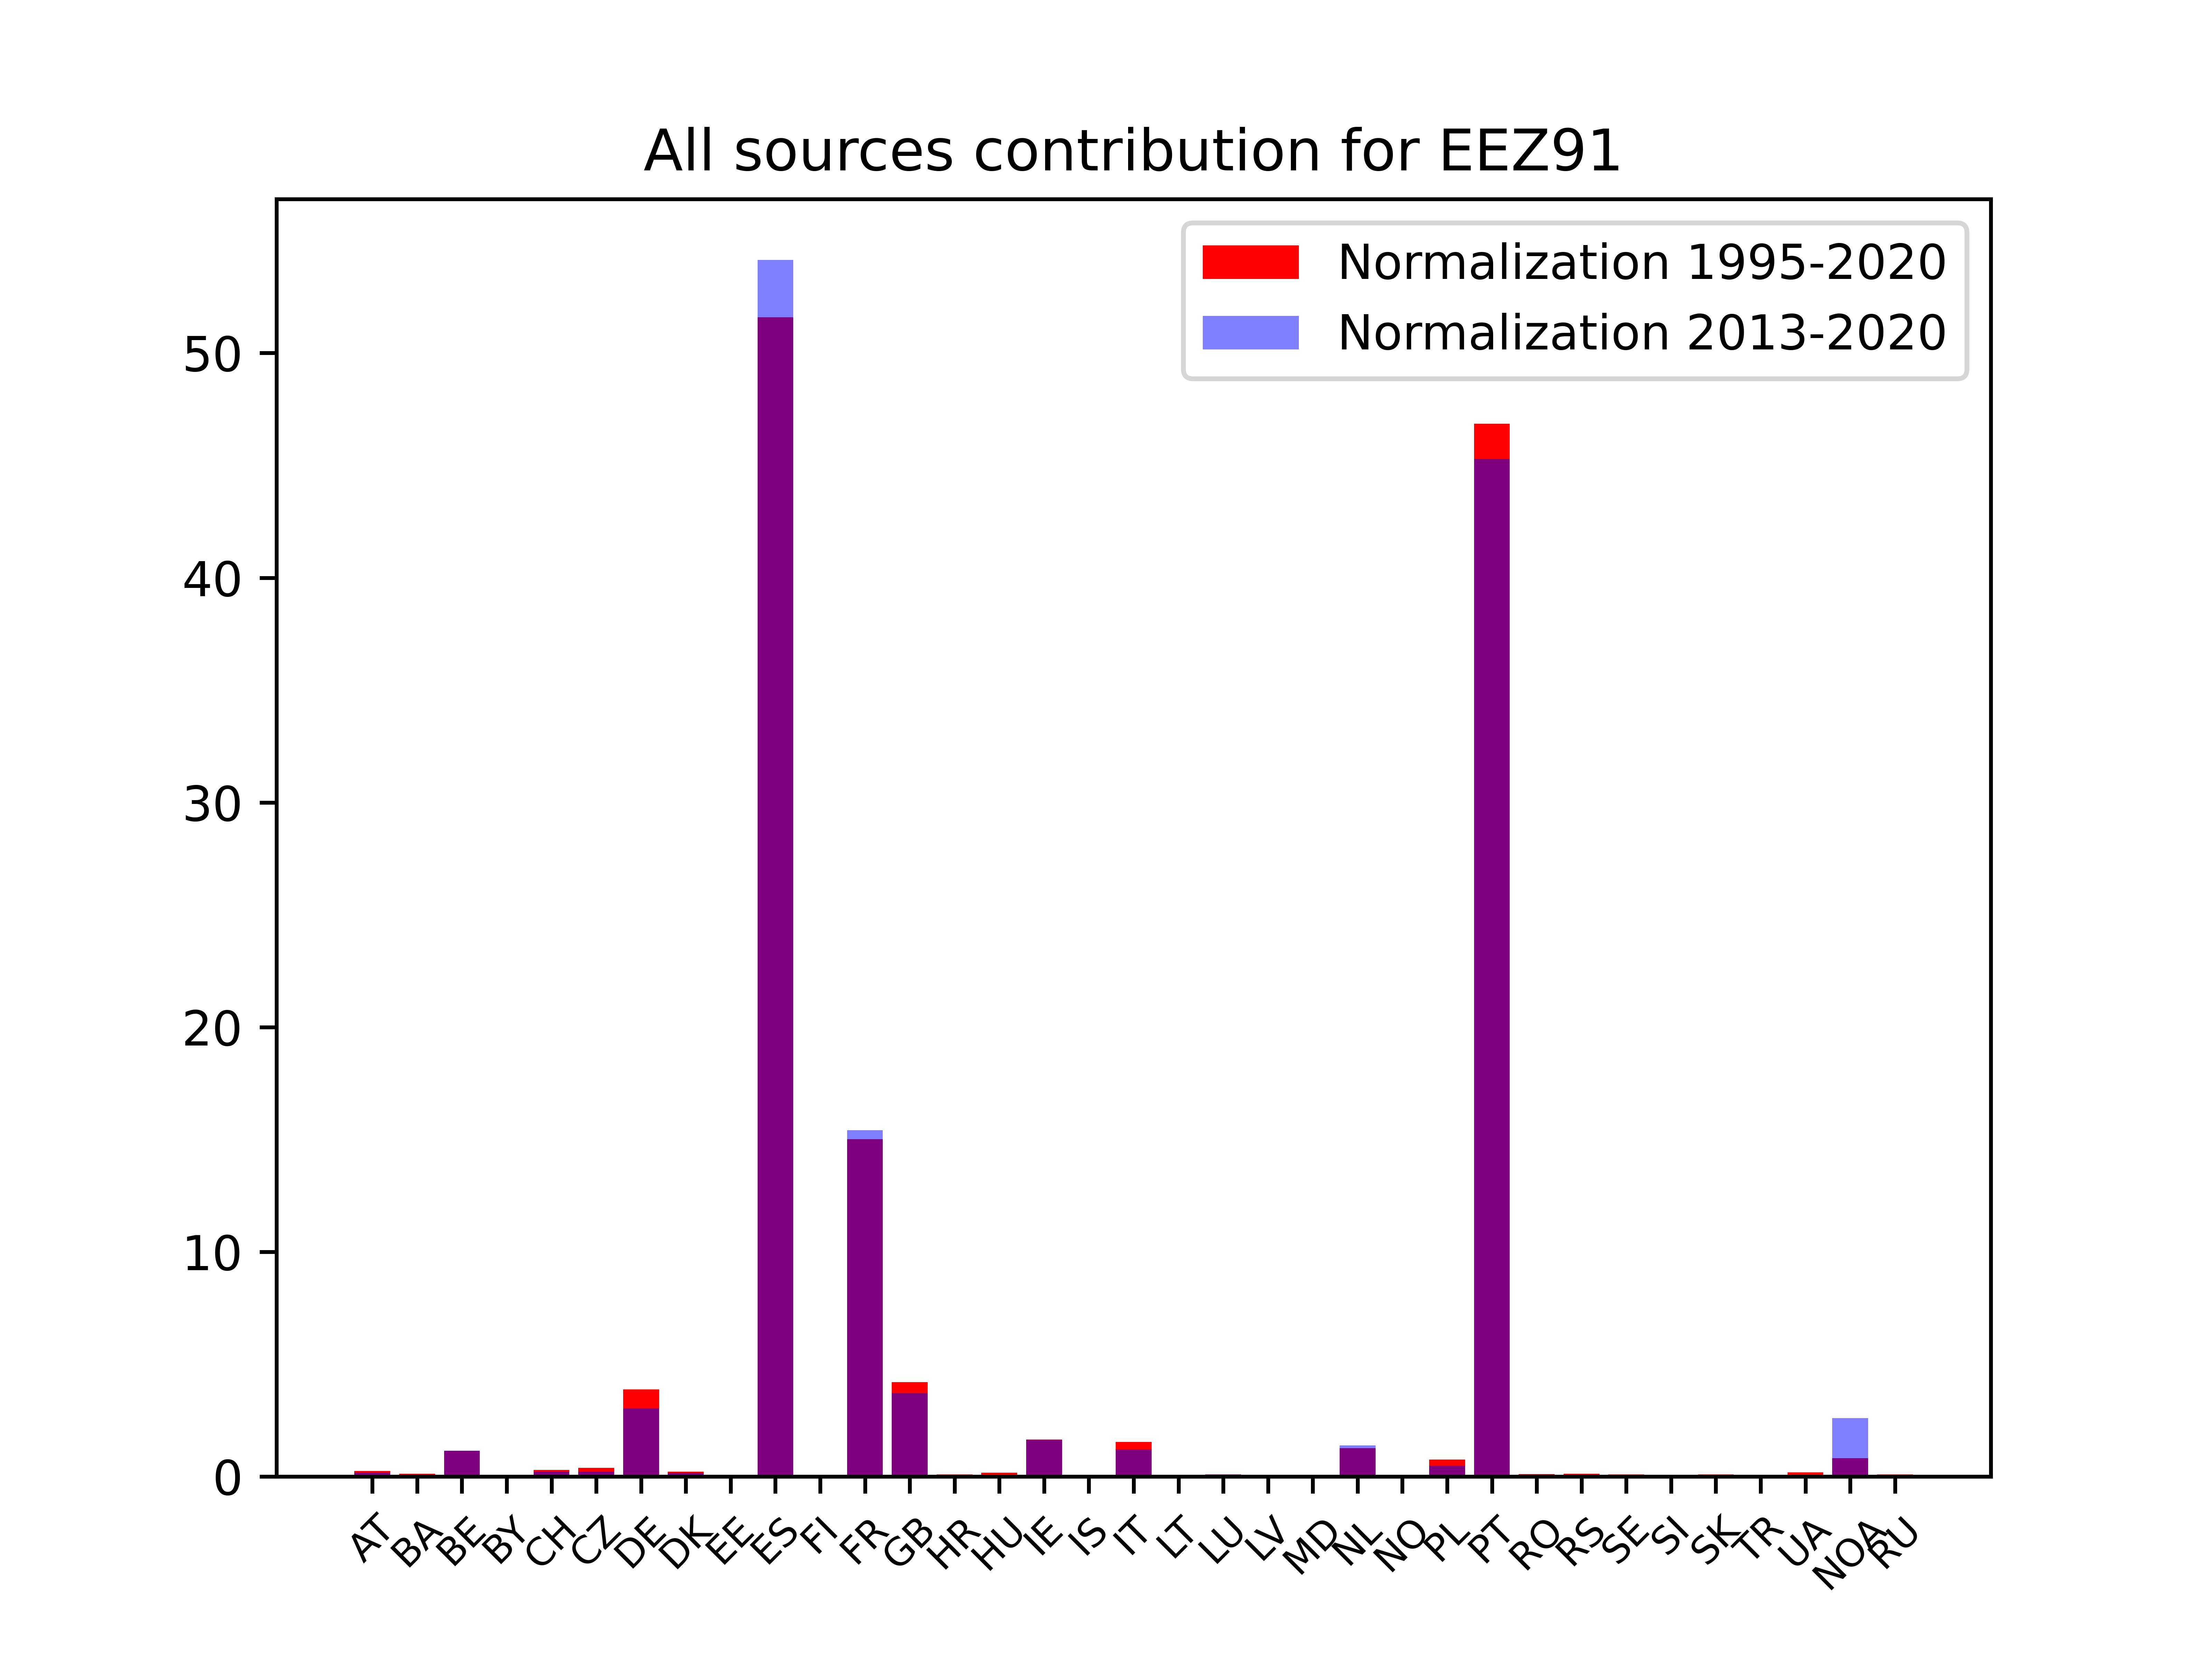 All sources contribution for EEZ91
Normalization 1995-2020
Normalization 2013-2020
50
40
30
20
10
0
AT
BA
BE
BY
CH
CZ
DE
DK
EE
ES
FI
FR
GB
HR
HU
IE
IS
IT
LT
LU
LV
MD
NL
NO
PL
PT
RO
RS
SE
SI
SK
TR
UA
NOA
RU